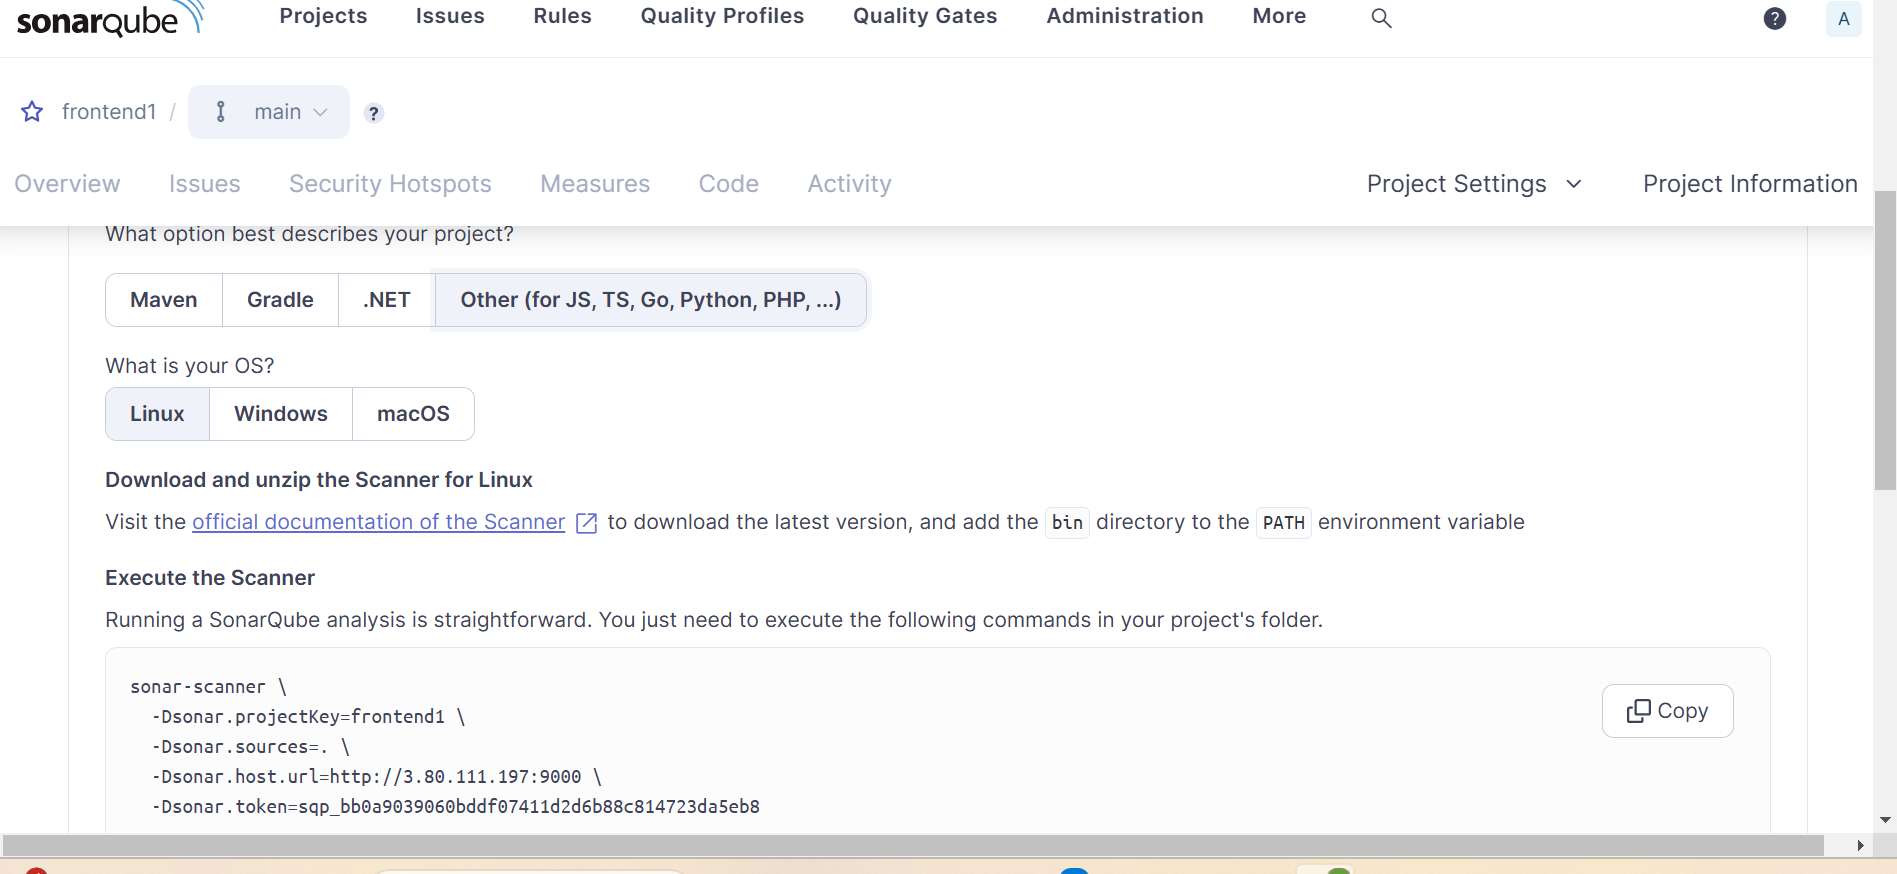 sonarqube Projects Issues Rules Quality Profiles Quality Gates Administration More ? A
frontend1 / main ?
Overview Issues Security Hotspots Measures Code Activity Project Settings Project Information
What option best describes your project?
Maven Gradle .NET Other (for JS, TS, Go, Python, PHP, ...)
What is your OS?
Linux Windows macOS
Download and unzip the Scanner for Linux
Visit the official documentation of the Scanner to download the latest version, and add the bin directory to the PATH environment variable
Execute the Scanner
Running a SonarQube analysis is straightforward. You just need to execute the following commands in your project's folder.
sonar-scanner \
Copy
-Dsonar.projectKey=frontend1 \
-Dsonar.sources=. \
-Dsonar.host.url=http://3.80.111.197:9000 \
-Dsonar.token=sqp_bb0a9039060bddf07411d2d6b88c814723da5eb8